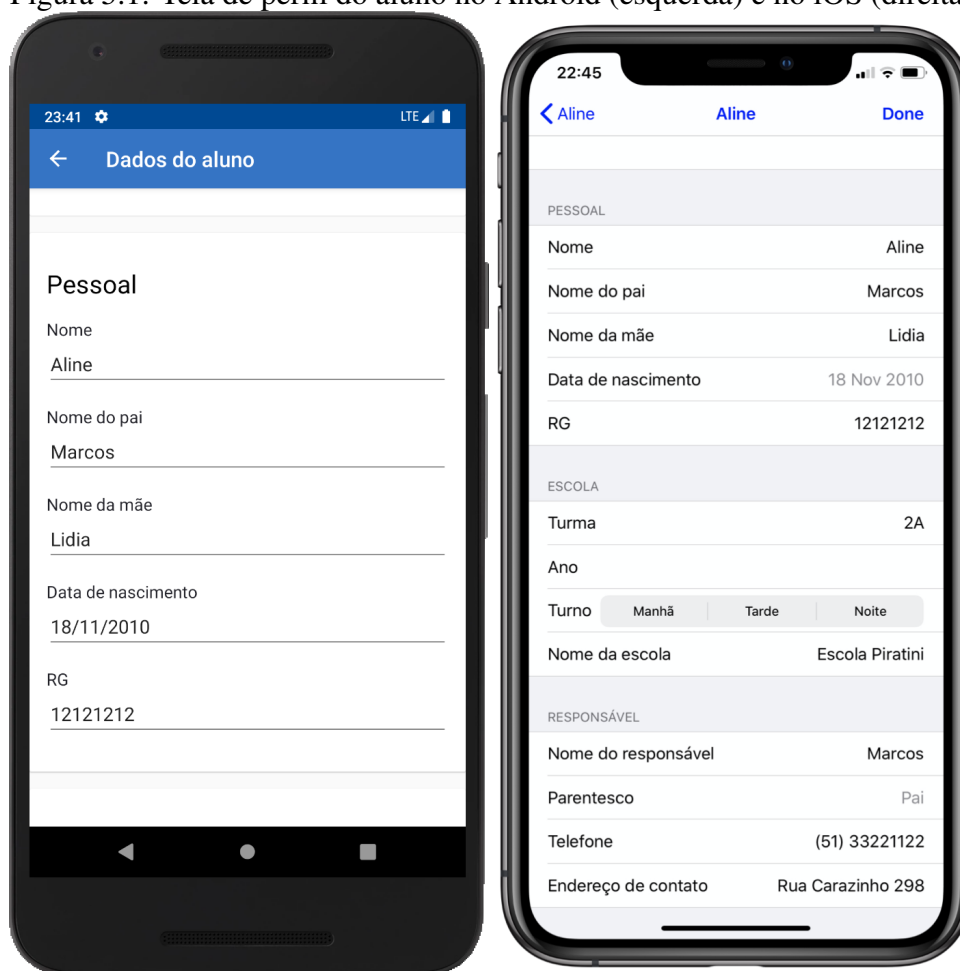 Figura 5.1: Tela de perfil do aluno no Android (esquerda) e no iOS (direita
23:41 LTE
Dados do aluno
Pessoal
Nome
Aline
Nome do pai
Marcos
Nome da mãe
Lidia
Data de nascimento
18/11/2010
RG
12121212
22:45
Aline Aline Done
PESSOAL
Nome Aline
Nome do pai Marcos
Nome da mãe Lidia
Data de nascimento 18 Nov 2010
RG 12121212
ESCOLA
Turma 2A
Ano
Turno Manhã Tarde Noite
Nome da escola Escola Piratini
RESPONSÁVEL
Nome do responsável Marcos
Parentesco Pai
Telefone (51) 33221122
Endereço de contato Rua Carazinho 298